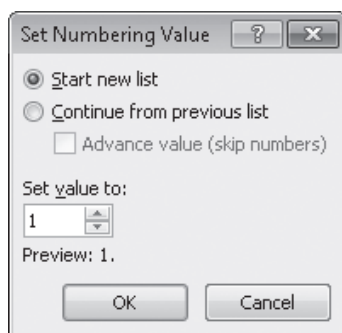 Set Numbering Value ?
Start new list
Continue from previous list
Advance value (skip numbers)
Set value to:
1
Preview: 1.
OK Cancel